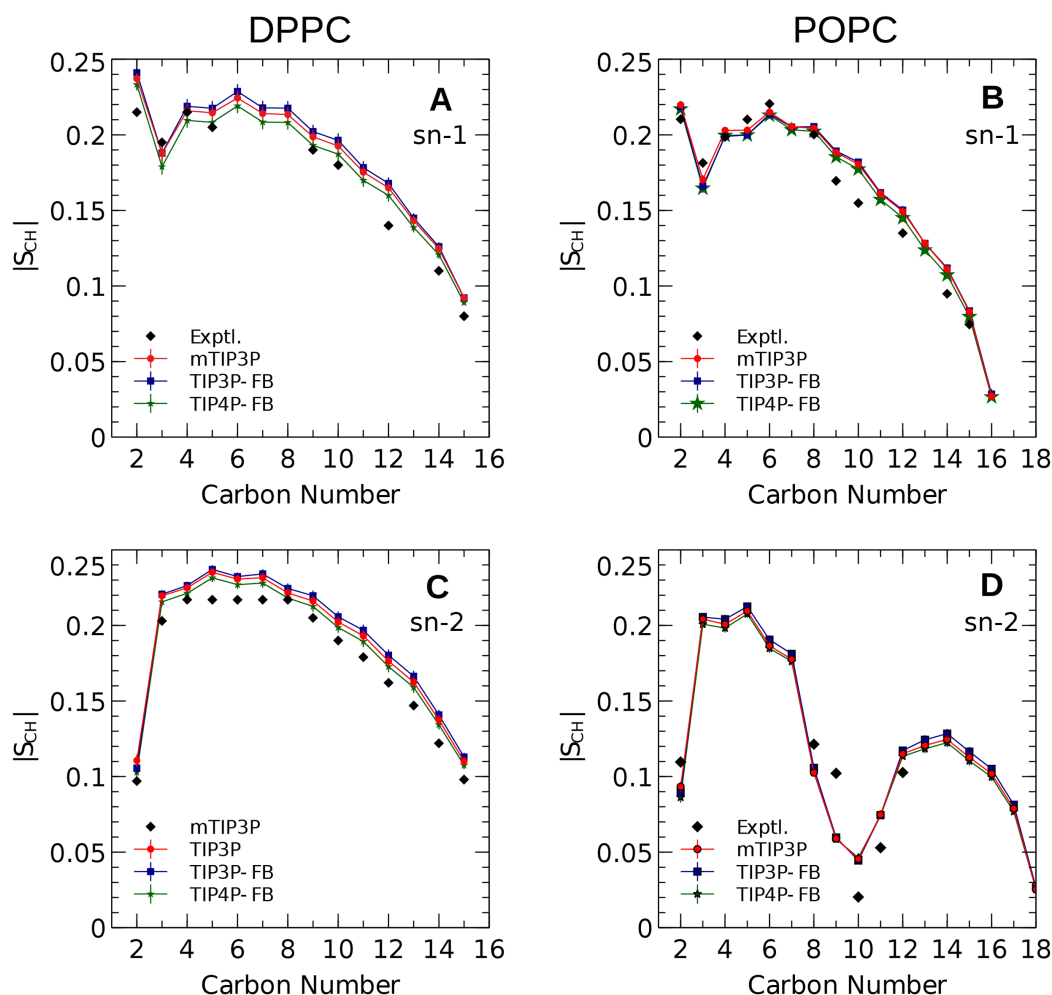 DPPC
POPC
0.25
0.2
0.15
0.1
0.05
0
|SCH|
A
sn-1
Exptl.
mTIP3P
TIP3P- FB
TIP4P- FB
2 4 6 8 10 12 14 16
Carbon Number
0.25
0.2
0.15
0.1
0.05
0
|SCH|
B
sn-1
Exptl.
mTIP3P
TIP3P- FB
TIP4P- FB
2 4 6 8 10 12 14 16 18
Carbon Number
0.25
0.2
0.15
0.1
0.05
0
|SCH|
C
sn-2
mTIP3P
TIP3P
TIP3P- FB
TIP4P- FB
2 4 6 8 10 12 14 16
Carbon Number
0.25
0.2
0.15
0.1
0.05
0
|SCH|
D
sn-2
Exptl.
mTIP3P
TIP3P- FB
TIP4P- FB
2 4 6 8 10 12 14 16 18
Carbon Number